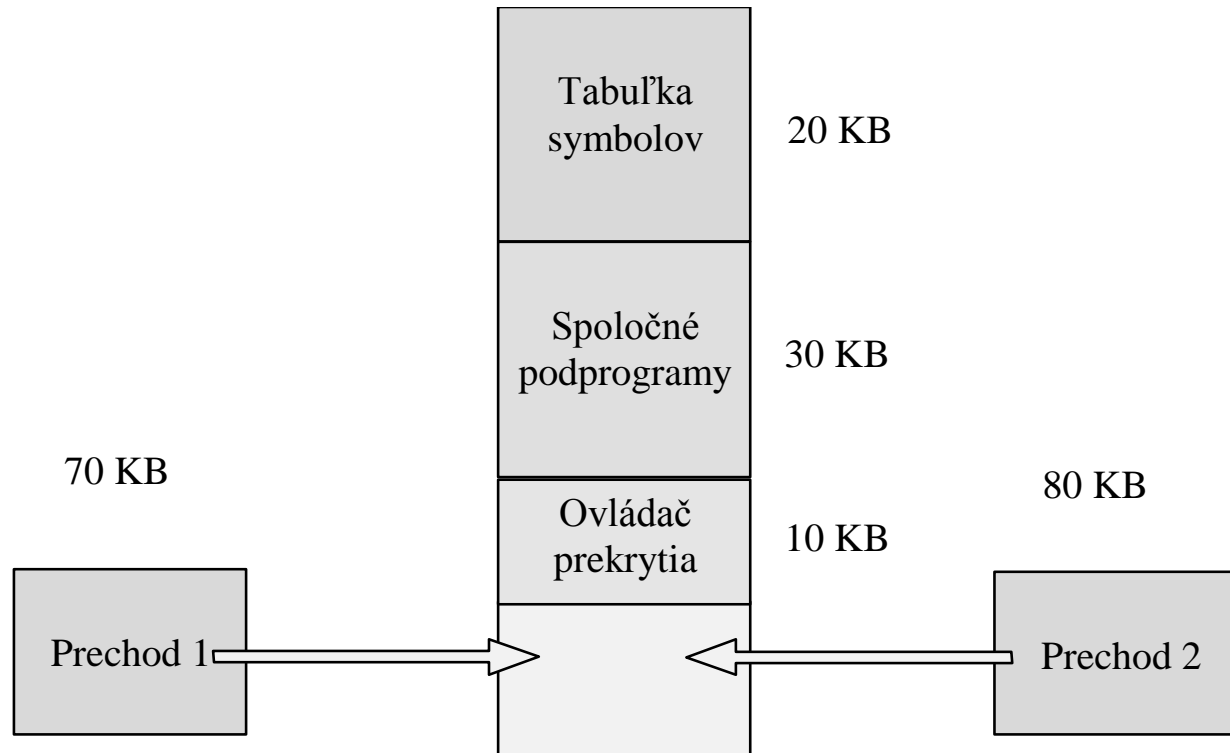 Tabuľka
symbolov
20 KB
Spoločné
podprogramy
30 KB
70 KB
80 KB
Ovládač
prekrytia
10 KB
Prechod 1
Prechod 2